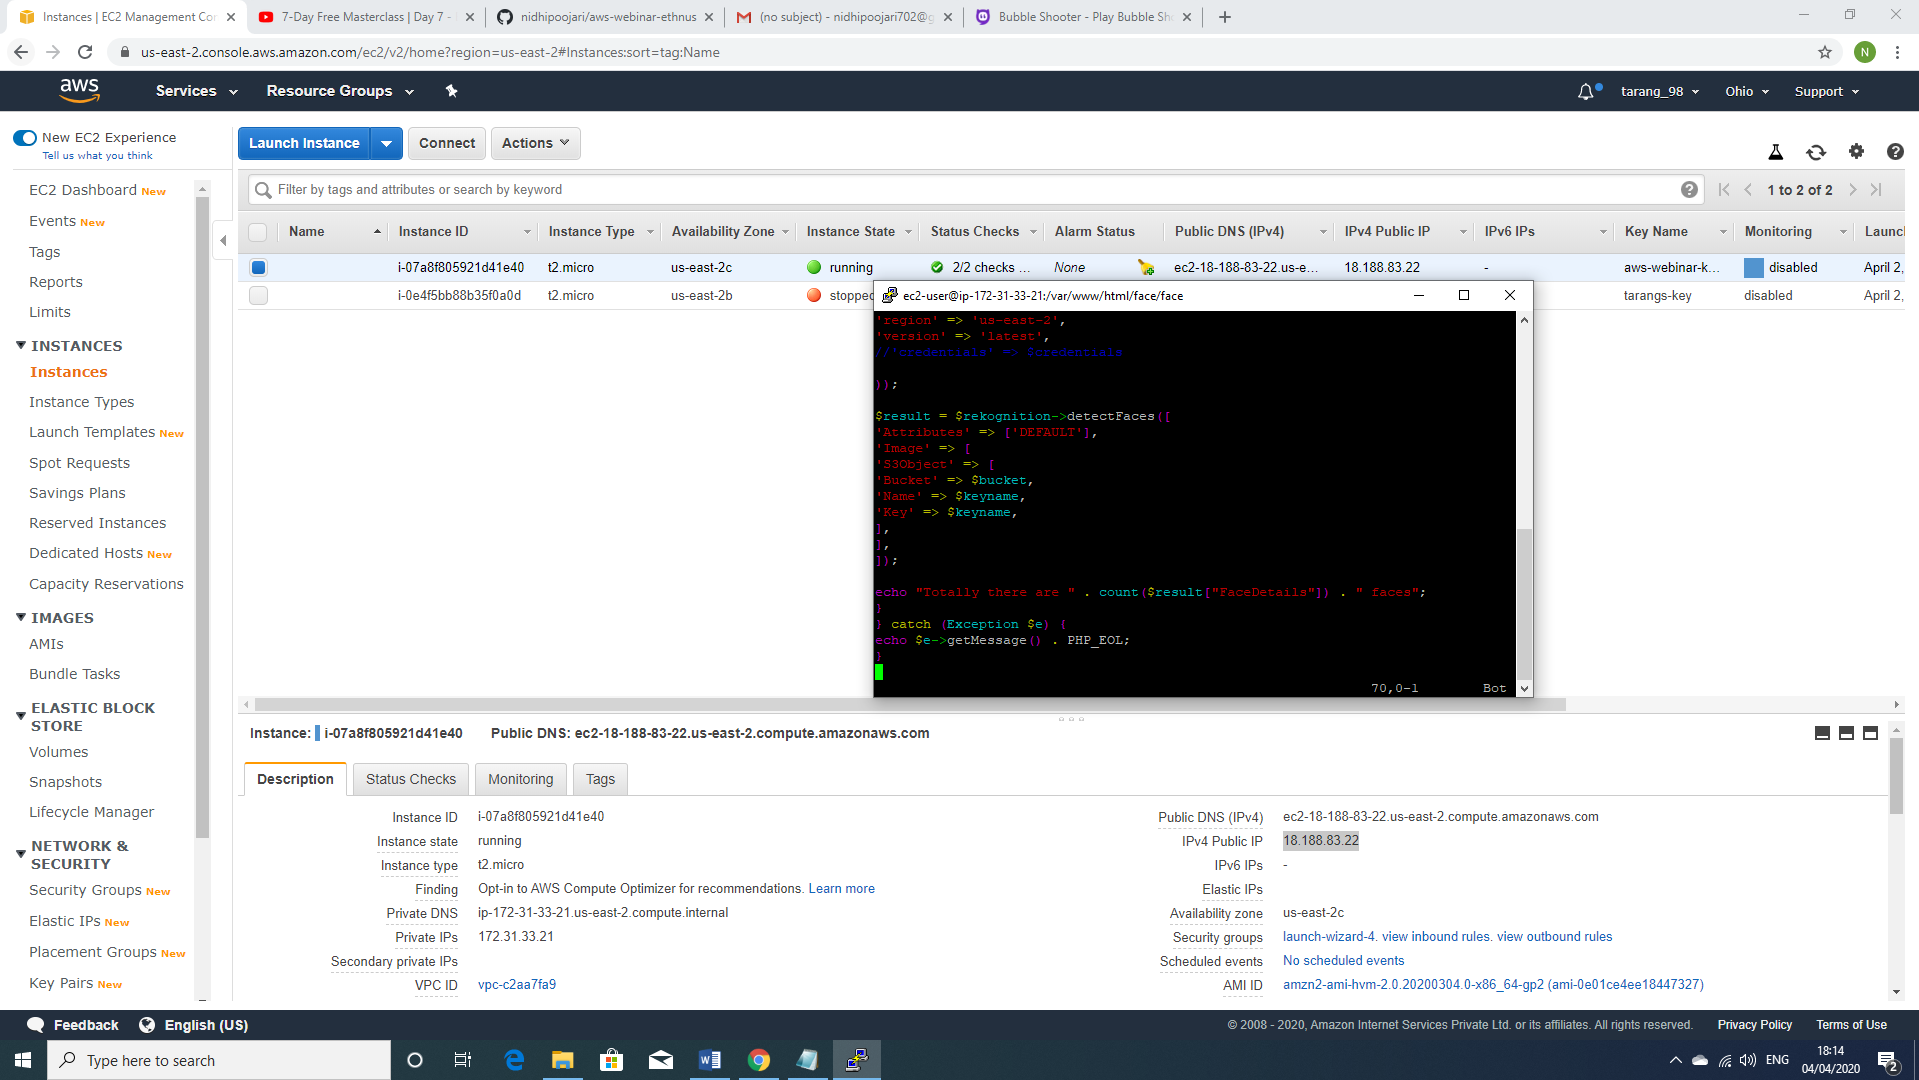 Instances | EC2 Management Con
7-Day Free Masterclass | Day 7 -
nidhipoojari/aws-webinar-ethnus
(no subject) - nidhipoojari702@g
Bubble Shooter - Play Bubble Sho
us-east-2.console.aws.amazon.com/ec2/v2/home?region=us-east-2#Instances:sort=tag:Name
N
aws
Services
Resource Groups
tarang_98
Ohio
Support
New EC2 Experience
Tell us what you think
Launch Instance
Connect
Actions
EC2 Dashboard New
Events New
Tags
Reports
Limits
INSTANCES
Instances
Instance Types
Launch Templates New
Spot Requests
Savings Plans
Reserved Instances
Dedicated Hosts New
Capacity Reservations
IMAGES
AMIs
Bundle Tasks
ELASTIC BLOCK
STORE
Volumes
Snapshots
Lifecycle Manager
NETWORK &
SECURITY
Security Groups New
Elastic IPs New
Placement Groups New
Key Pairs New
Filter by tags and attributes or search by keyword
1 to 2 of 2
Name Instance ID Instance Type Availability Zone Instance State Status Checks Alarm Status Public DNS (IPv4) IPv4 Public IP IPv6 IPs Key Name Monitoring Launc
i-07a8f805921d41e40 t2.micro us-east-2c running 2/2 checks ... None ec2-18-188-83-22.us-e... 18.188.83.22 - aws-webinar-k... disabled April 2,
i-0e4f5bb88b35f0a0d t2.micro us-east-2b stopped tarangs-key disabled April 2,
ec2-user@ip-172-31-33-21:/var/www/html/face/face
'region' => 'us-east-2',
'version' => 'latest',
//'credentials' => $credentials
));
$result = $rekognition->detectFaces([
'Attributes' => ['DEFAULT'],
'Image' => [
'S3Object' => [
'Bucket' => $bucket,
'Name' => $keyname,
'Key' => $keyname,
],
],
]);
echo "Totally there are " . count($result["FaceDetails"]) . " faces";
}
} catch (Exception $e) {
echo $e->getMessage() . PHP_EOL;
}
70,0-1 Bot
Instance: i-07a8f805921d41e40 Public DNS: ec2-18-188-83-22.us-east-2.compute.amazonaws.com
Description
Status Checks
Monitoring
Tags
Instance ID i-07a8f805921d41e40
Instance state running
Instance type t2.micro
Finding Opt-in to AWS Compute Optimizer for recommendations. Learn more
Private DNS ip-172-31-33-21.us-east-2.compute.internal
Private IPs 172.31.33.21
Secondary private IPs
VPC ID vpc-c2aa7fa9
Public DNS (IPv4) ec2-18-188-83-22.us-east-2.compute.amazonaws.com
IPv4 Public IP 18.188.83.22
IPv6 IPs -
Elastic IPs
Availability zone us-east-2c
Security groups launch-wizard-4. view inbound rules. view outbound rules
Scheduled events No scheduled events
AMI ID amzn2-ami-hvm-2.0.20200304.0-x86_64-gp2 (ami-0e01ce4ee18447327)
Feedback
English (US)
© 2008 - 2020, Amazon Internet Services Private Ltd. or its affiliates. All rights reserved.
Privacy Policy
Terms of Use
Type here to search
ENG
18:14
04/04/2020
2